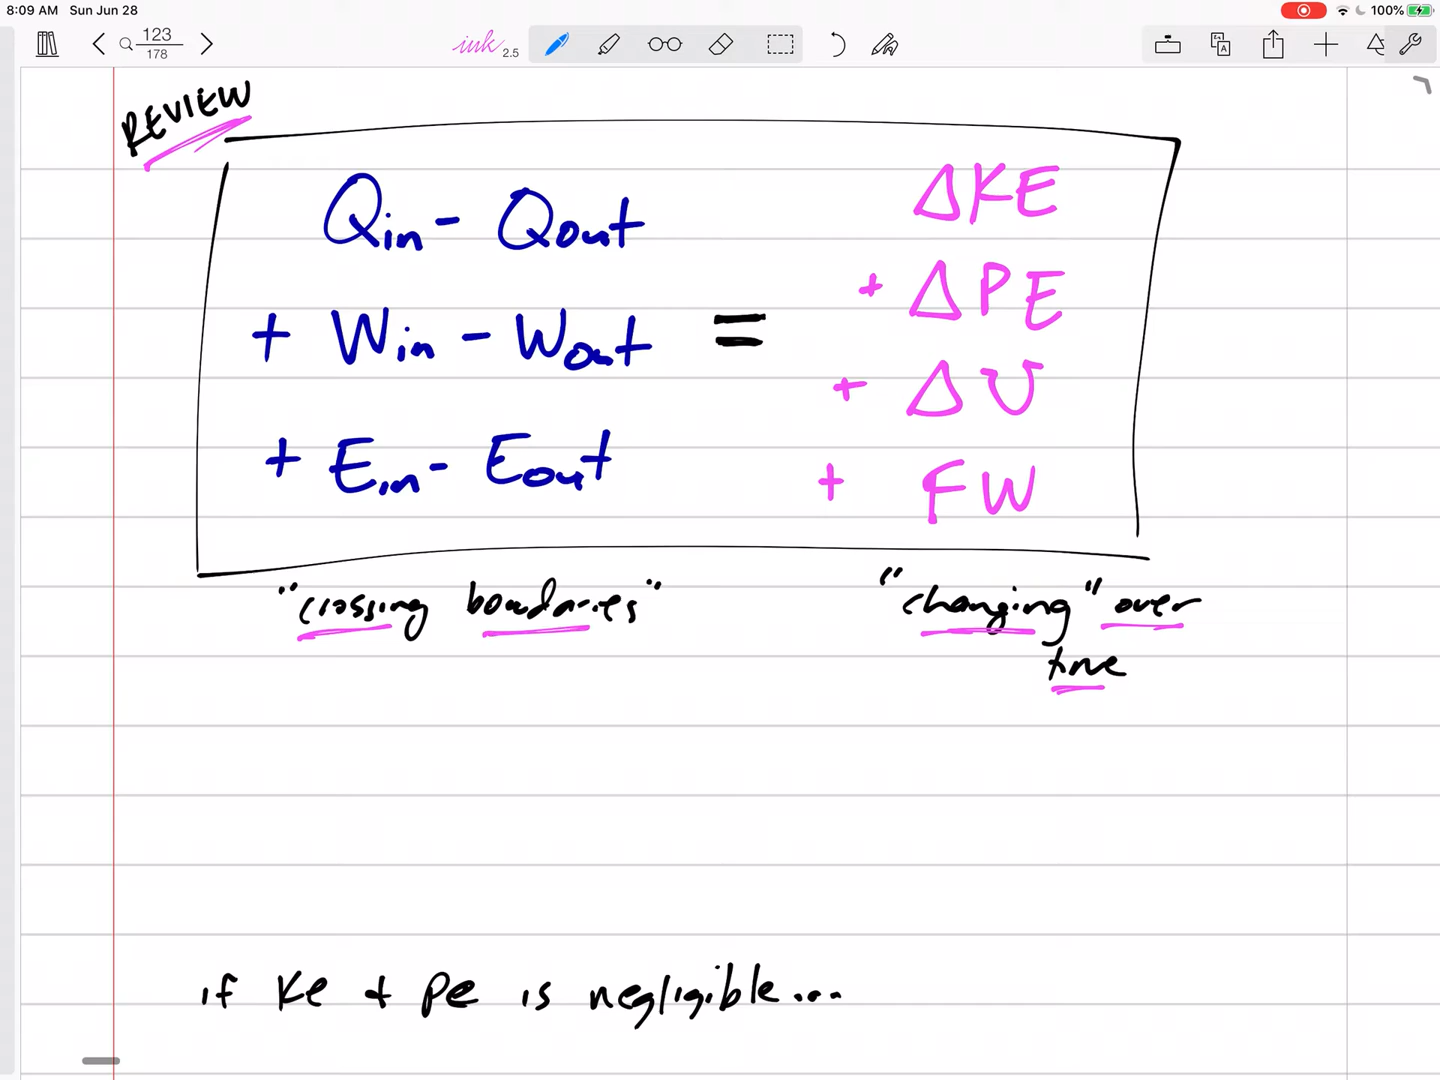 8:09 AM Sun Jun 28
100%
123
178
ink 2.5
REVIEW
Qin - Qout
+ Win - Wout
+ Ein - Eout
=
ΔKE
+ ΔPE
+ ΔU
+ FW
"crossing boundaries"
"changing" over
time
if ke + pe is negligible...